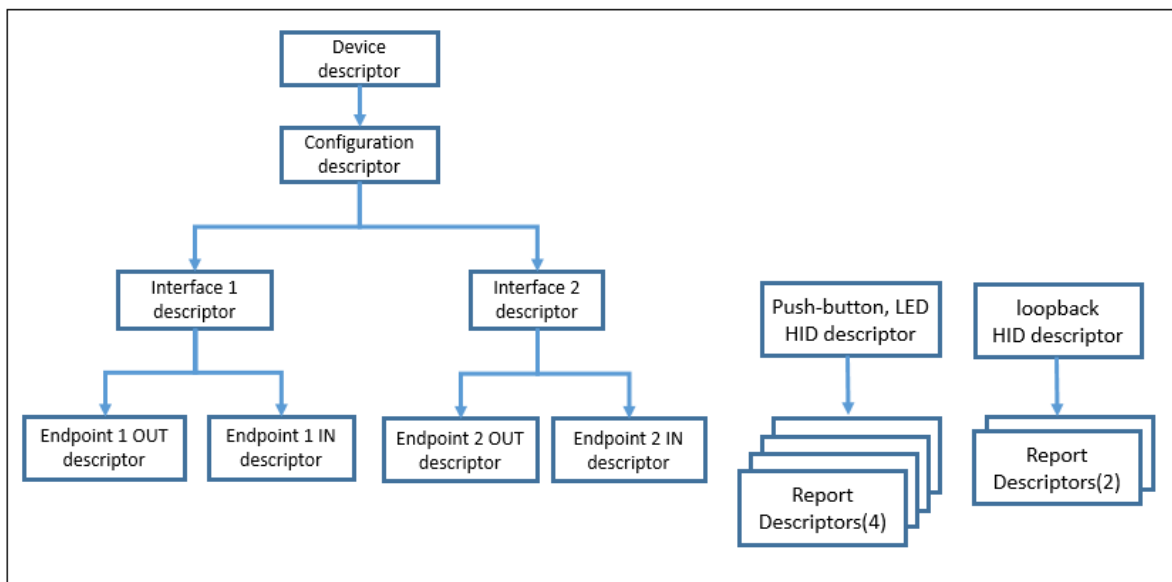 Device
descriptor
Configuration
descriptor
Interface 1
descriptor
Interface 2
descriptor
Push-button, LED
HID descriptor
loopback
HID descriptor
Endpoint 1 OUT
descriptor
Endpoint 1 IN
descriptor
Endpoint 2 OUT
descriptor
Endpoint 2 IN
descriptor
Report
Descriptors(4)
Report
Descriptors(2)